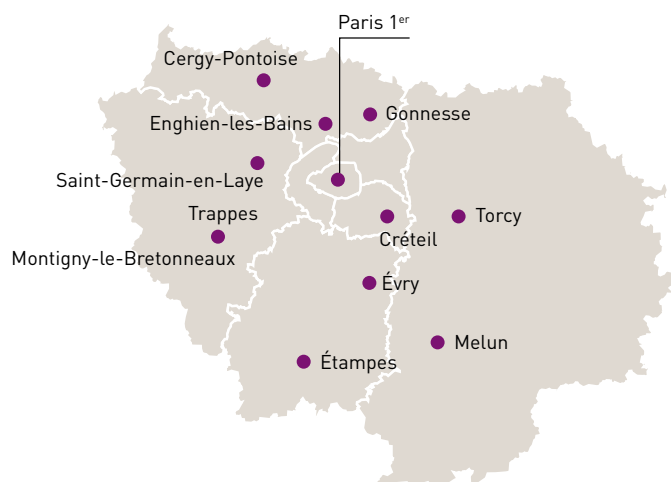 Paris 1er
Cergy-Pontoise
Gonnesse
Enghien-les-Bains
Saint-Germain-en-Laye
Trappes
Torcy
Créteil
Montigny-le-Bretonneaux
Évry
Melun
Étampes